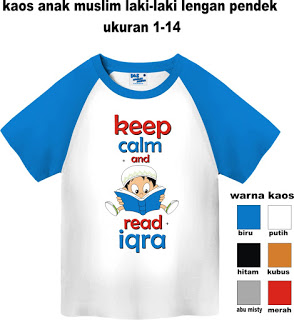 kaos anak muslim laki-laki lengan pendek
ukuran 1-14
keep
calm
and
read
iqra
warna kaos
biru
putih
hitam
kubus
abu misty
merah